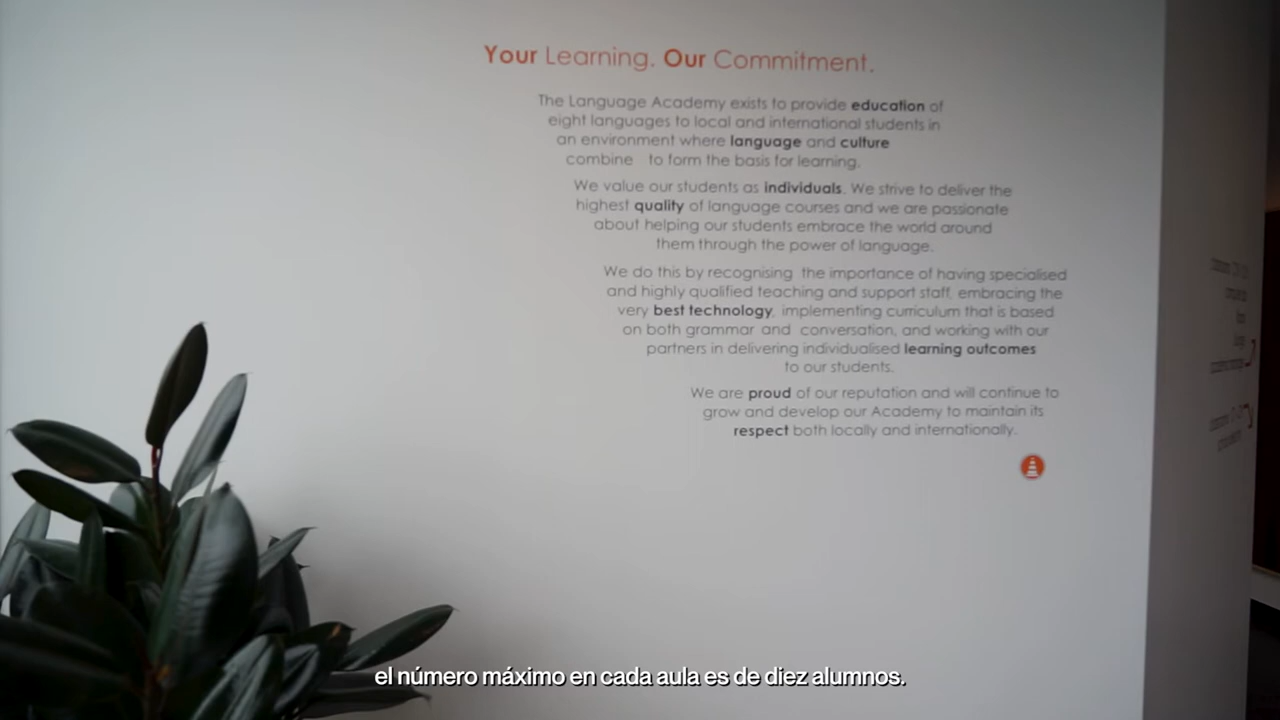 Your Learning. Our Commitment.
The Language Academy exists to provide education of
eight languages to local and international students in
an environment where language and culture
combine to form the basis for learning.
We value our students as individuals. We strive to deliver the
highest quality of language courses and we are passionate
about helping our students embrace the world around
them through the power of language.
We do this by recognising the importance of having specialised
and highly qualified teaching and support staff, embracing the
very best technology, implementing curriculum that is based
on both grammar and conversation, and working with our
partners in delivering individualised learning outcomes
to our students.
We are proud of our reputation and will continue to
grow and develop our Academy to maintain its
respect both locally and internationally.
el número máximo en cada aula es de diez alumnos.